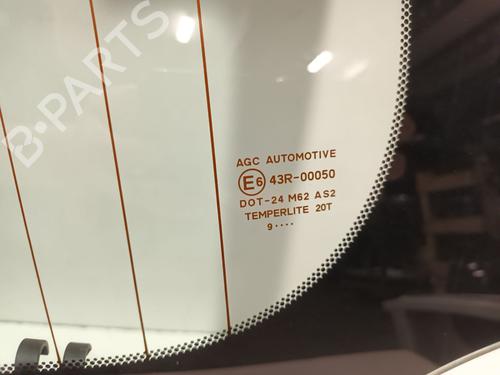 B-PARTS
AGC AUTOMOTIVE
E6 43R-00050
DOT-24 M62 AS2
TEMPERLITE 20T
9····